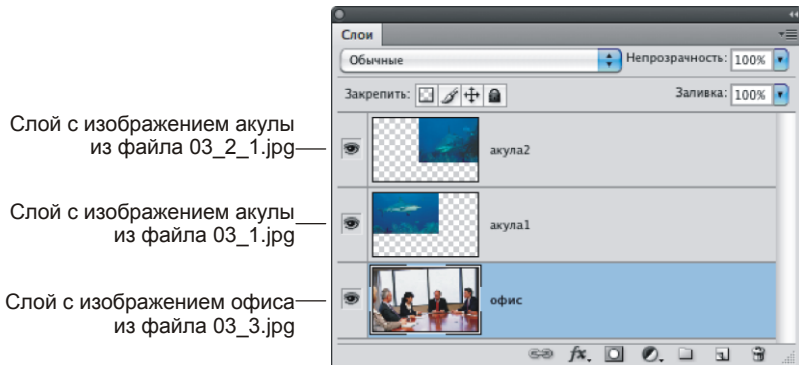 Слои
Обычные
Непрозрачность: 100%
Закрепить:
Заливка: 100%
Слой с изображением акулы
из файла 03_2_1.jpg
акула2
Слой с изображением акулы
из файла 03_1.jpg
акула1
Слой с изображением офиса
из файла 03_3.jpg
офис
fx.